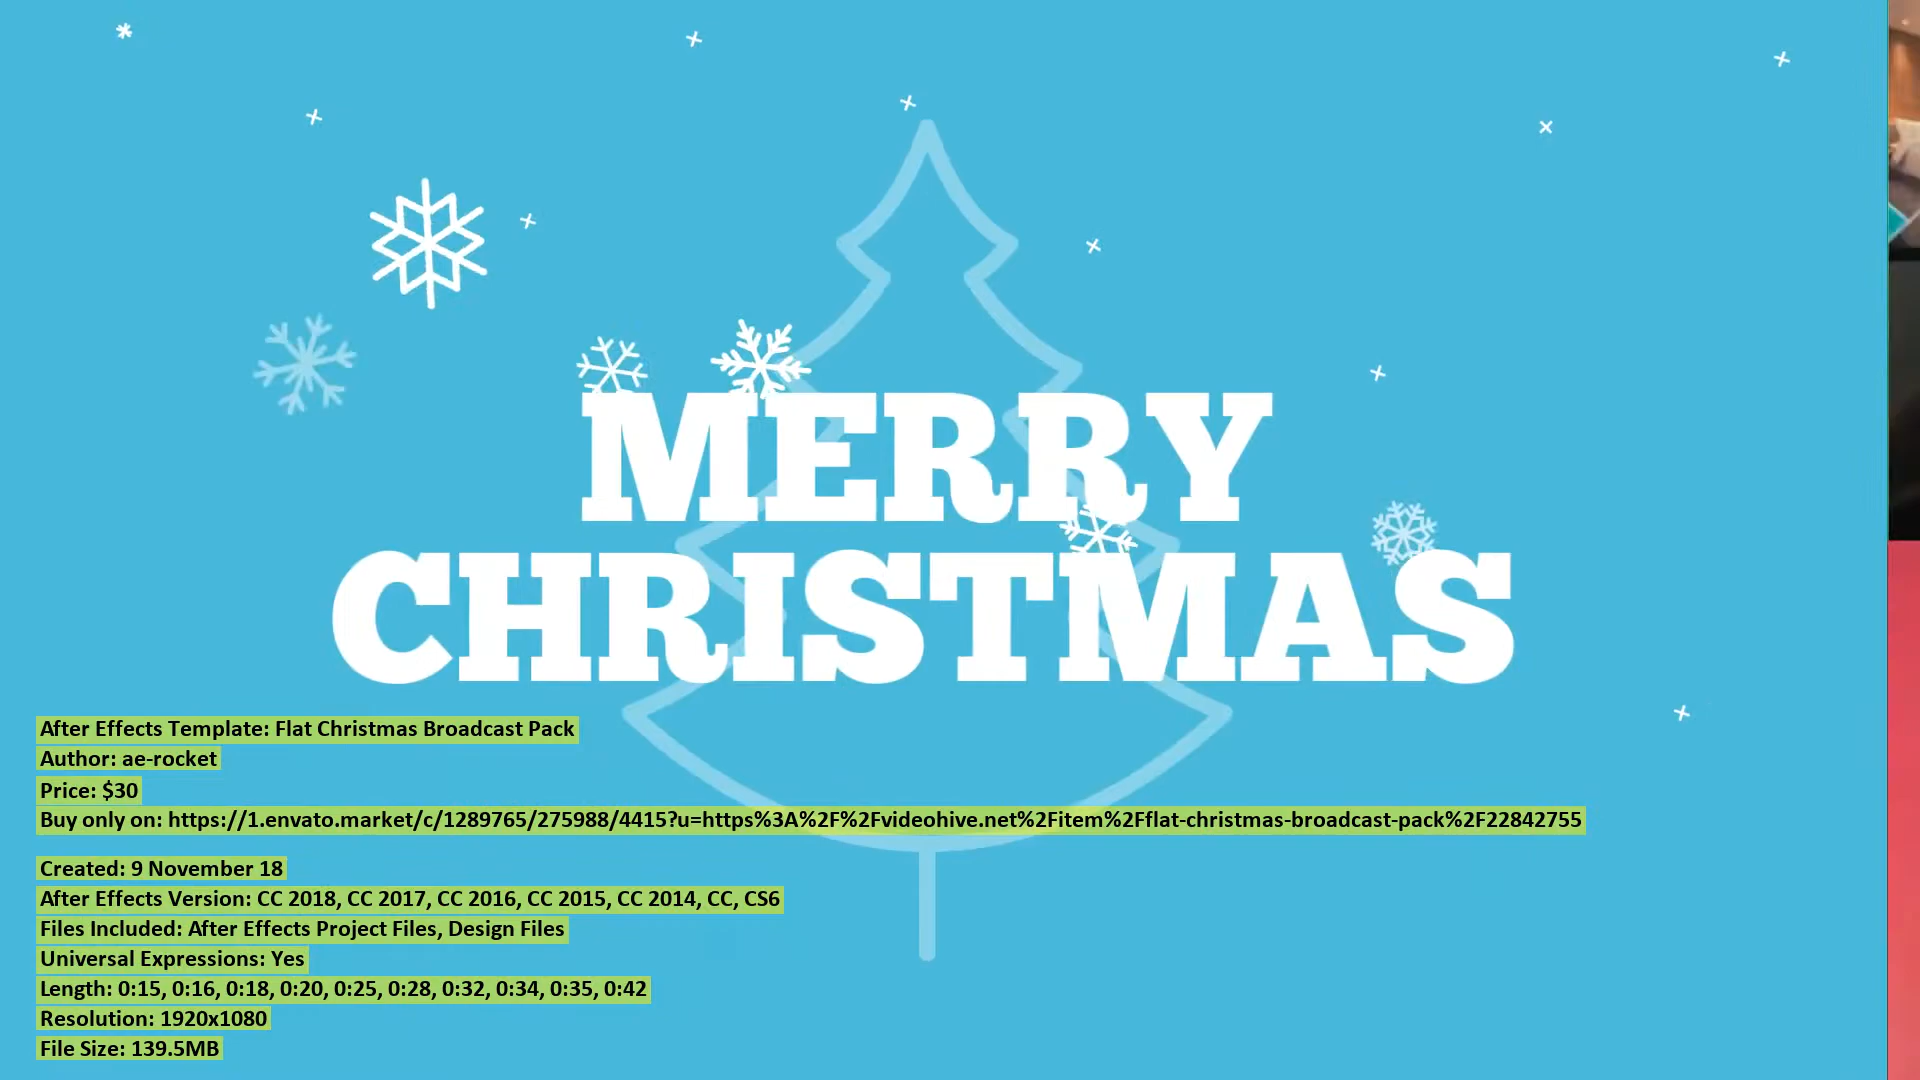 MERRY
CHRISTMAS
After Effects Template: Flat Christmas Broadcast Pack
Author: ae-rocket
Price: $30
Buy only on: https://1.envato.market/c/1289765/275988/4415?u=https%3A%2F%2Fvideohive.net%2Fitem%2Fflat-christmas-broadcast-pack%2F22842755
Created: 9 November 18
After Effects Version: CC 2018, CC 2017, CC 2016, CC 2015, CC 2014, CC, CS6
Files Included: After Effects Project Files, Design Files
Universal Expressions: Yes
Length: 0:15, 0:16, 0:18, 0:20, 0:25, 0:28, 0:32, 0:34, 0:35, 0:42
Resolution: 1920x1080
File Size: 139.5MB